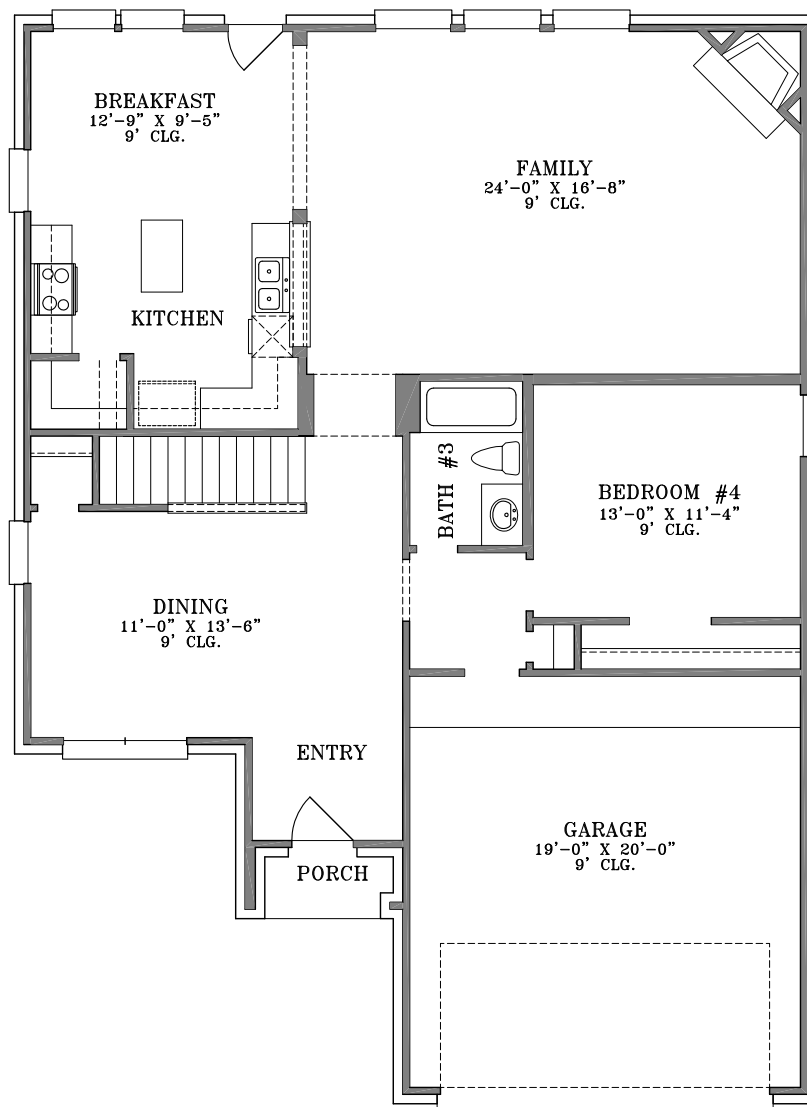 BREAKFAST
12'-9" X 9'-5"
9' CLG.
FAMILY
24'-0" X 16'-8"
9' CLG.
KITCHEN
BATH #3
BEDROOM #4
13'-0" X 11'-4"
9' CLG.
DINING
11'-0" X 13'-6"
9' CLG.
ENTRY
GARAGE
19'-0" X 20'-0"
9' CLG.
PORCH